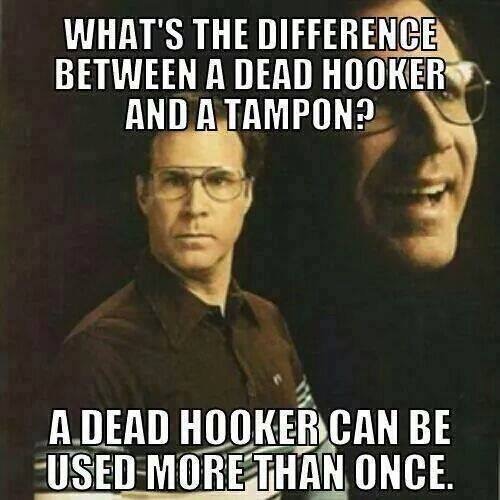 WHAT'S THE DIFFERENCE
BETWEEN A DEAD HOOKER
AND A TAMPON?
A DEAD HOOKER CAN BE
USED MORE THAN ONCE.